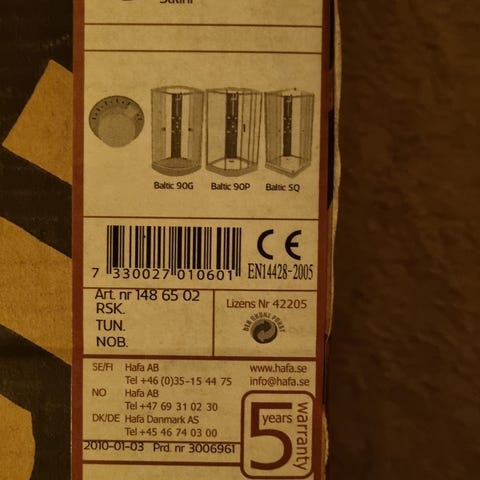 Baltic 90G Baltic 90P Baltic SQ
7 330027 010601
CE
EN14428-2005
Art. nr 148 65 02
RSK.
TUN.
NOB.
Lizens Nr 42205
DER GRÜNE PUNKT
SE/FI Hafa AB
Tel +46 (0)35-15 44 75
NO Hafa AB
Tel +47 69 31 02 30
DK/DE Hafa Danmark AS
Tel +45 46 74 03 00
www.hafa.se
info@hafa.se
2010-01-03 Prd. nr 3006961
5 years
warranty